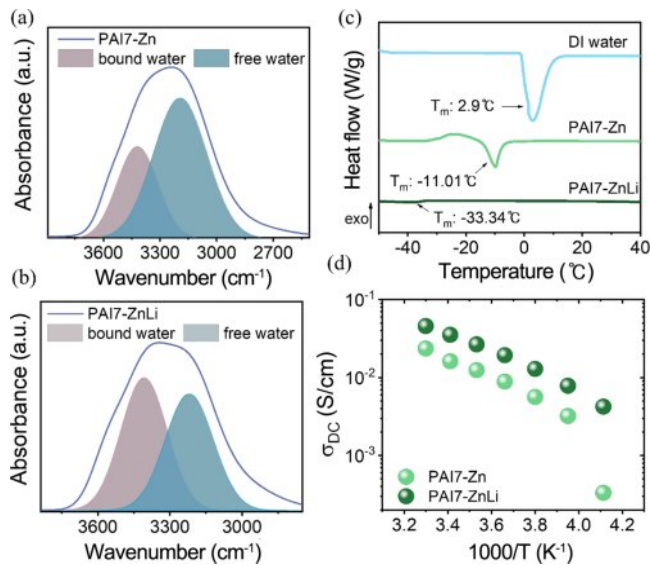 (a)
PAI7-Zn
bound water
free water
Absorbance (a.u.)
3600
3300
3000
2700
Wavenumber (cm⁻¹)
(b)
PAI7-ZnLi
bound water
free water
Absorbance (a.u.)
3600
3300
3000
Wavenumber (cm⁻¹)
(c)
DI water
Tₘ: 2.9℃
PAI7-Zn
Tₘ: -11.01℃
PAI7-ZnLi
Tₘ: -33.34℃
exo
Heat flow (W/g)
-40
-20
0
20
40
Temperature (℃)
(d)
10⁻¹
10⁻²
10⁻³
σDC (S/cm)
PAI7-Zn
PAI7-ZnLi
3.2
3.4
3.6
3.8
4.0
4.2
1000/T (K⁻¹)